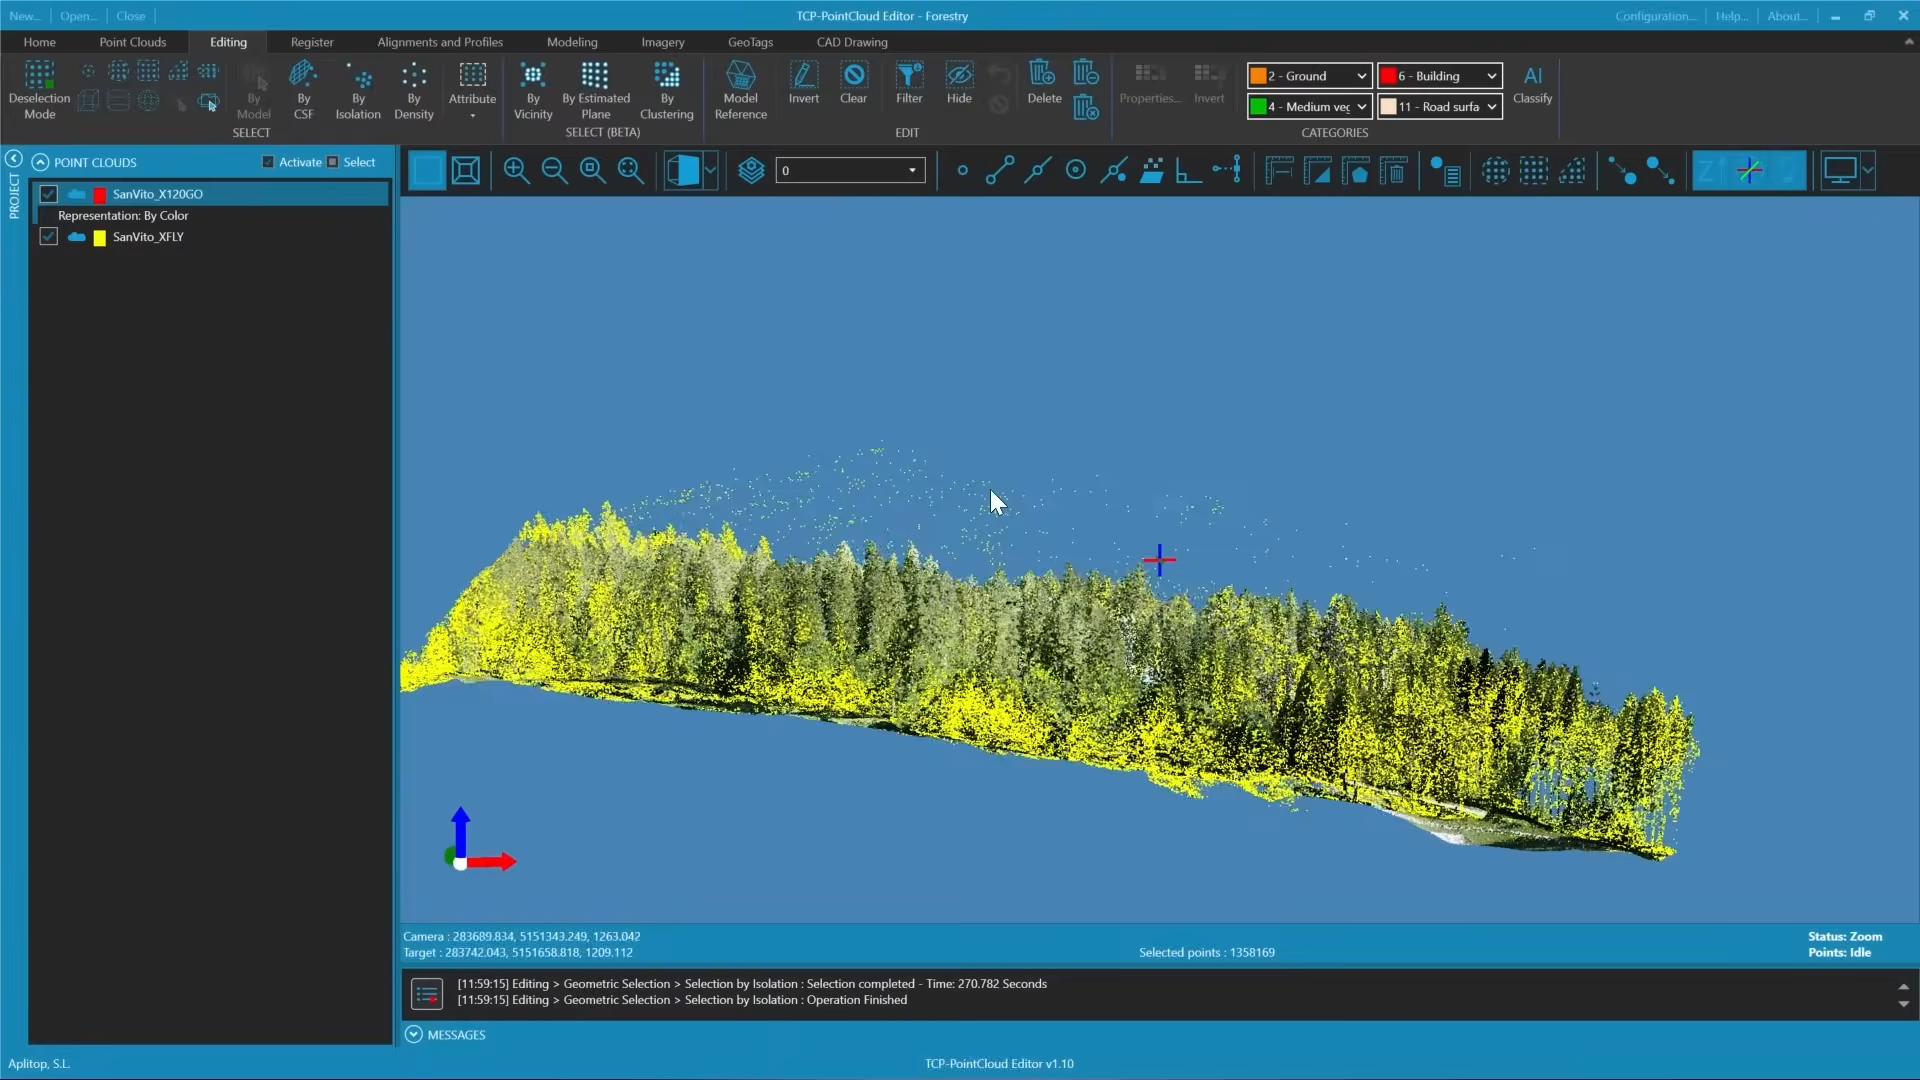 New... Open... Close TCP-PointCloud Editor - Forestry Configuration... Help... About...
Home Point Clouds Editing Register Alignments and Profiles Modeling Imagery GeoTags CAD Drawing
Deselection Mode
By Model
By CSF
By Isolation
By Density
Attribute
SELECT
By Vicinity
By Estimated Plane
By Clustering
SELECT (BETA)
Model Reference
Invert
Clear
Filter
Hide
Delete
EDIT
Properties...
Invert
2 - Ground
6 - Building
4 - Medium veg
11 - Road surfa
CATEGORIES
AI
Classify
PROJECT
POINT CLOUDS Activate Select
SanVito_X120GO
Representation: By Color
SanVito_XFLY
0
Z
Camera : 283689.834, 5151343.249, 1263.042
Target : 283742.043, 5151658.818, 1209.112
Selected points : 1358169
Status: Zoom
Points: Idle
[11:59:15] Editing > Geometric Selection > Selection by Isolation : Selection completed - Time: 270.782 Seconds
[11:59:15] Editing > Geometric Selection > Selection by Isolation : Operation Finished
MESSAGES
Aplitop, S.L. TCP-PointCloud Editor v1.10